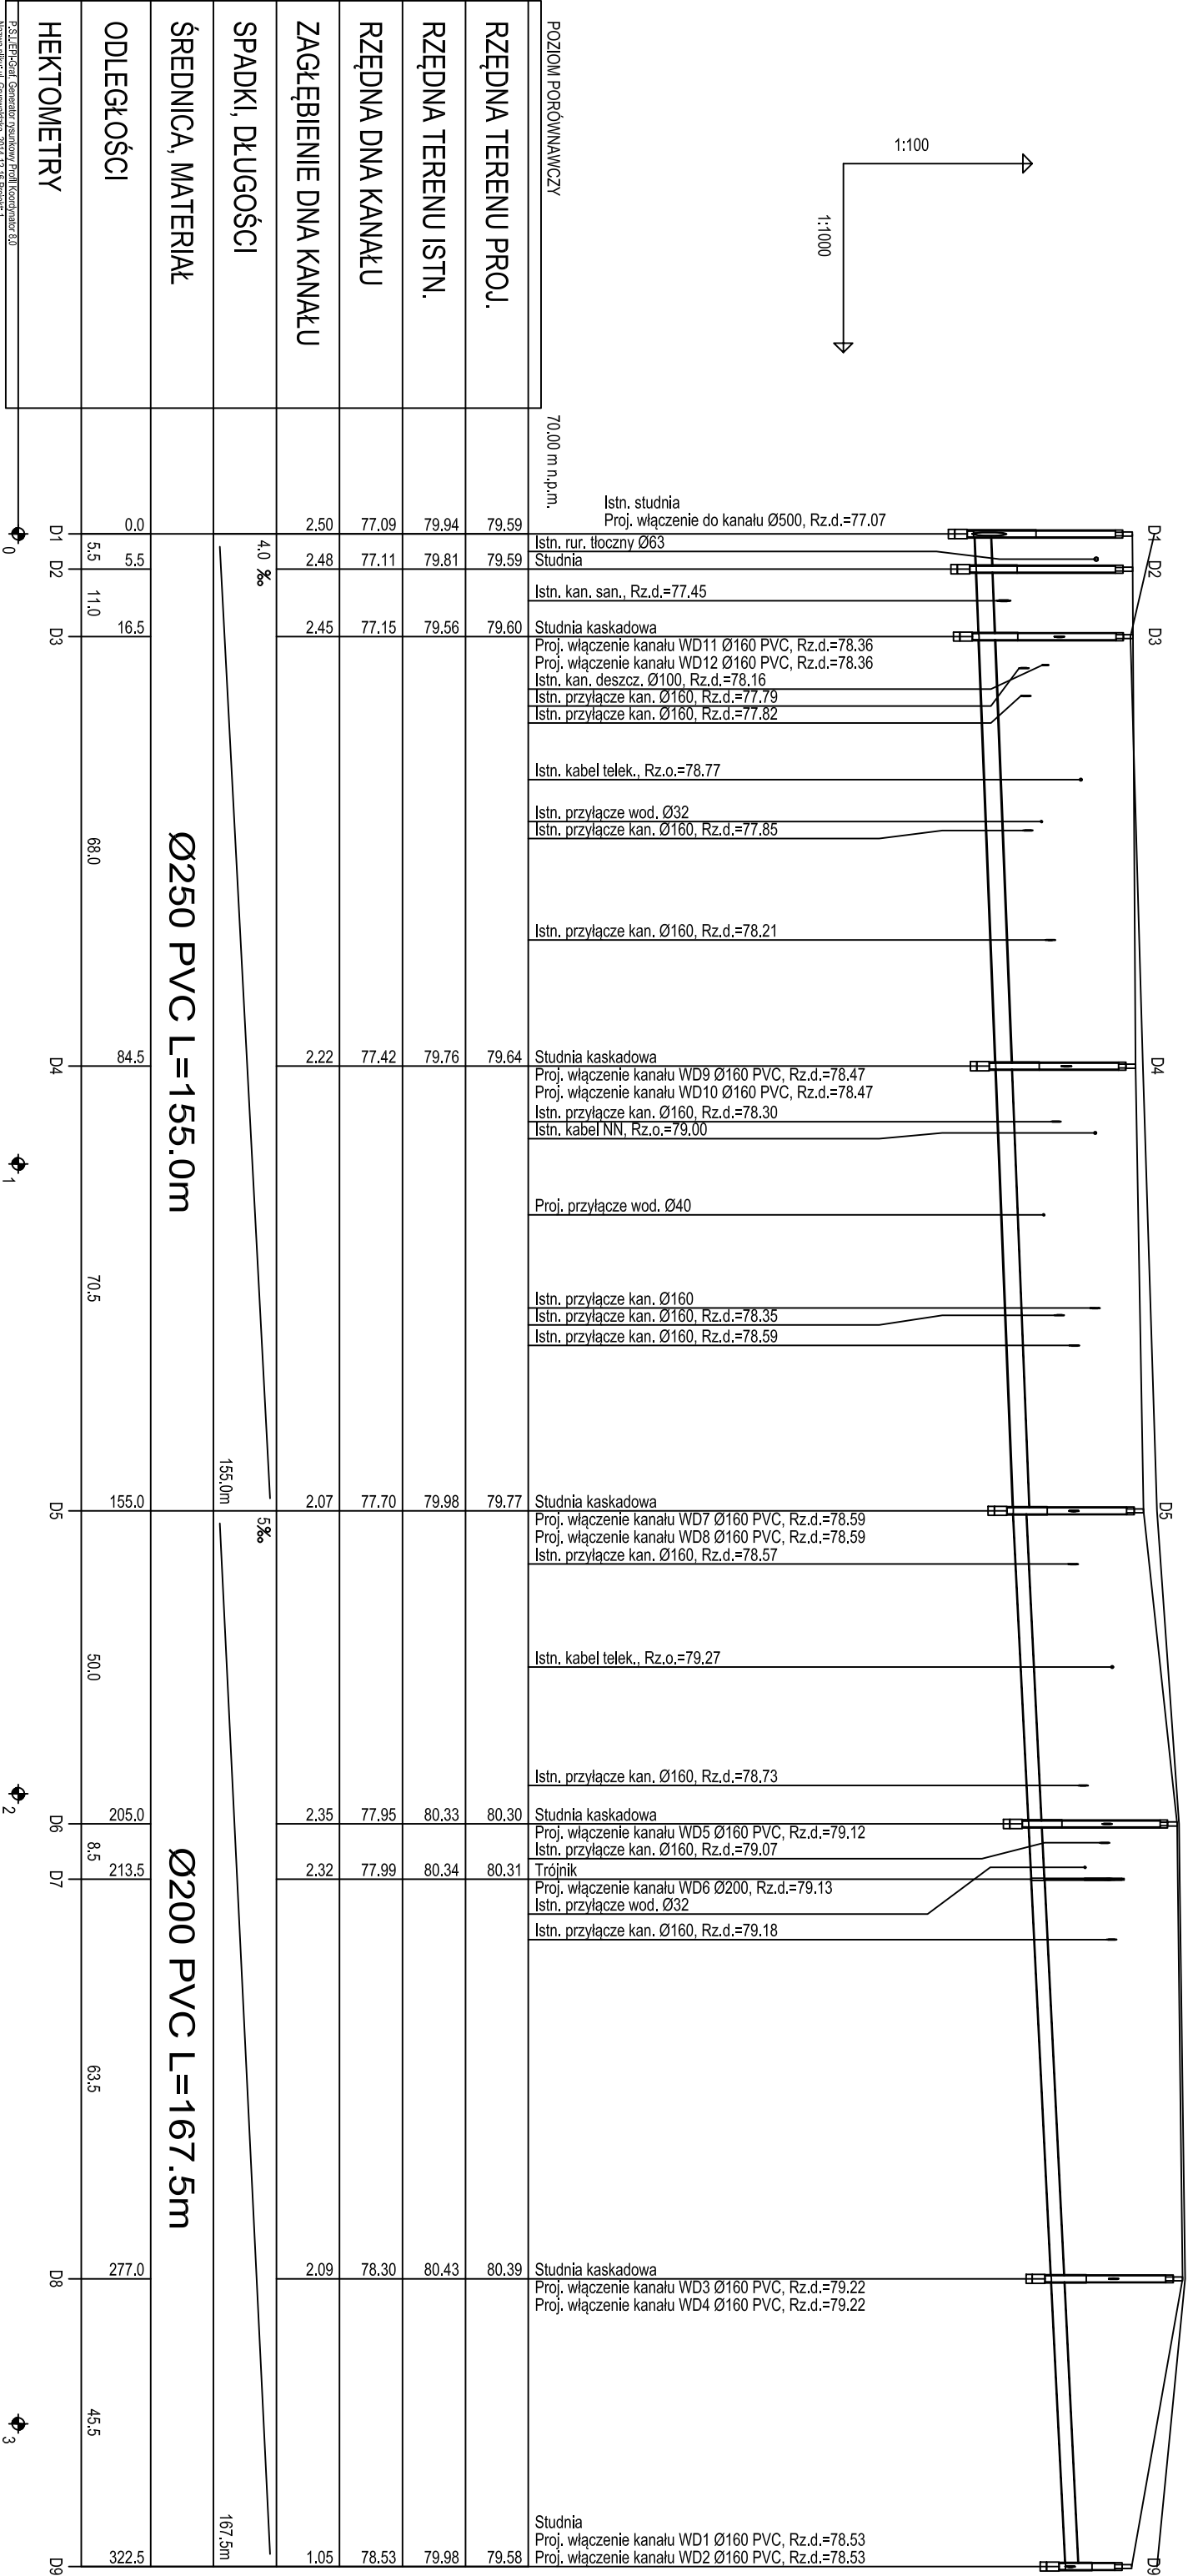 1:100
1:1000
POZIOM PORÓWNAWCZY
70.00 m n.p.m.
RZĘDNA TERENU PROJ.
RZĘDNA TERENU ISTN.
RZĘDNA DNA KANAŁU
ZAGŁĘBIENIE DNA KANAŁU
SPADKI, DŁUGOŚCI
ŚREDNICA, MATERIAŁ
ODLEGŁOŚCI
HEKTOMETRY
P.S.I./EPI-Graf, Generator rysunkowy Profil Koordynator 8.0
D1
D2
D3
D4
D5
D6
D7
D8
D9
Istn. studnia
Proj. włączenie do kanału Ø500, Rz.d.=77.07
Istn. rur. tłoczny Ø63
Studnia
Istn. kan. san., Rz.d.=77.45
Studnia kaskadowa
Proj. włączenie kanału WD11 Ø160 PVC, Rz.d.=78.36
Proj. włączenie kanału WD12 Ø160 PVC, Rz.d.=78.36
Istn. kan. deszcz. Ø100, Rz.d.=78.16
Istn. przyłącze kan. Ø160, Rz.d.=77.79
Istn. przyłącze kan. Ø160, Rz.d.=77.82
Istn. kabel telek., Rz.o.=78.77
Istn. przyłącze wod. Ø32
Istn. przyłącze kan. Ø160, Rz.d.=77.85
Istn. przyłącze kan. Ø160, Rz.d.=78.21
Studnia kaskadowa
Proj. włączenie kanału WD9 Ø160 PVC, Rz.d.=78.47
Proj. włączenie kanału WD10 Ø160 PVC, Rz.d.=78.47
Istn. przyłącze kan. Ø160, Rz.d.=78.30
Istn. kabel NN, Rz.o.=79.00
Proj. przyłącze wod. Ø40
Istn. przyłącze kan. Ø160
Istn. przyłącze kan. Ø160, Rz.d.=78.35
Istn. przyłącze kan. Ø160, Rz.d.=78.59
Studnia kaskadowa
Proj. włączenie kanału WD7 Ø160 PVC, Rz.d.=78.59
Proj. włączenie kanału WD8 Ø160 PVC, Rz.d.=78.59
Istn. przyłącze kan. Ø160, Rz.d.=78.57
Istn. kabel telek., Rz.o.=79.27
Istn. przyłącze kan. Ø160, Rz.d.=78.73
Studnia kaskadowa
Proj. włączenie kanału WD5 Ø160 PVC, Rz.d.=79.12
Istn. przyłącze kan. Ø160, Rz.d.=79.07
Trójnik
Proj. włączenie kanału WD6 Ø200, Rz.d.=79.13
Istn. przyłącze wod. Ø32
Istn. przyłącze kan. Ø160, Rz.d.=79.18
Studnia kaskadowa
Proj. włączenie kanału WD3 Ø160 PVC, Rz.d.=79.22
Proj. włączenie kanału WD4 Ø160 PVC, Rz.d.=79.22
Studnia
Proj. włączenie kanału WD1 Ø160 PVC, Rz.d.=78.53
Proj. włączenie kanału WD2 Ø160 PVC, Rz.d.=78.53
79.59 79.59 79.60 79.64 79.77 80.30 80.31 80.39 79.58
79.94 79.81 79.56 79.76 79.98 80.33 80.34 80.43 79.98
77.09 77.11 77.15 77.42 77.70 77.95 77.99 78.30 78.53
2.50 2.48 2.45 2.22 2.07 2.35 2.32 2.09 1.05
4.0 ‰ 155.0m 5‰ 167.5m
Ø250 PVC L=155.0m Ø200 PVC L=167.5m
0.0 5.5 16.5 84.5 155.0 205.0 213.5 277.0 322.5
5.5 11.0 68.0 70.5 50.0 8.5 63.5 45.5
D1 D2 D3 D4 D5 D6 D7 D8 D9
0 1 2 3